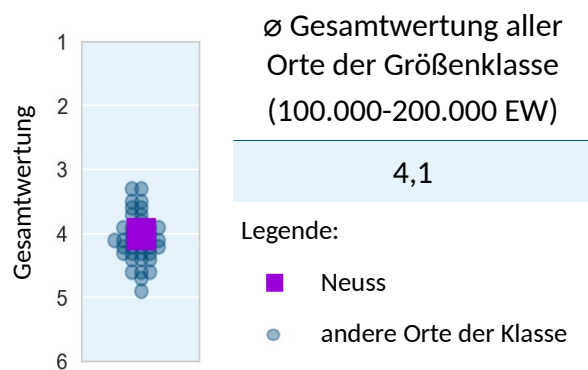 Gesamtwertung
1
2
3
4
5
6
ø Gesamtwertung aller
Orte der Größenklasse
(100.000-200.000 EW)
4,1
Legende:
Neuss
andere Orte der Klasse